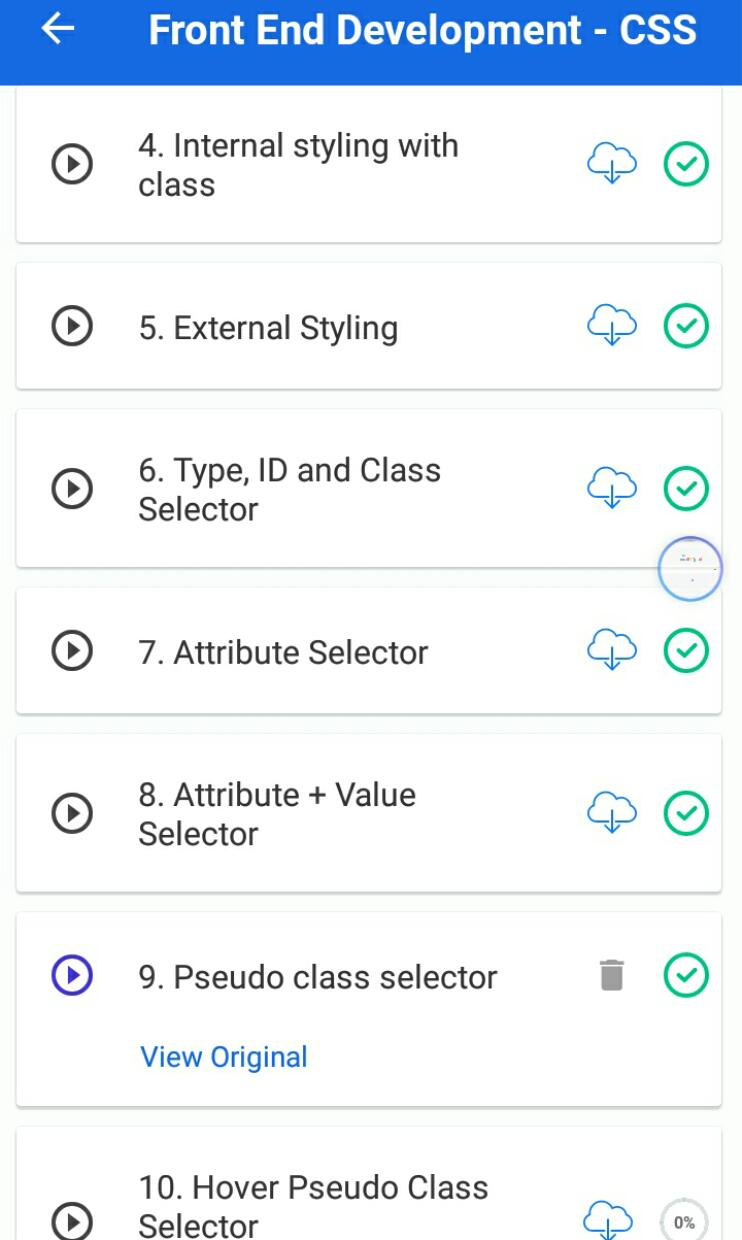 Front End Development - CSS
4. Internal styling with
class
5. External Styling
6. Type, ID and Class
Selector
7. Attribute Selector
8. Attribute + Value
Selector
9. Pseudo class selector
View Original
10. Hover Pseudo Class
Selector
0%